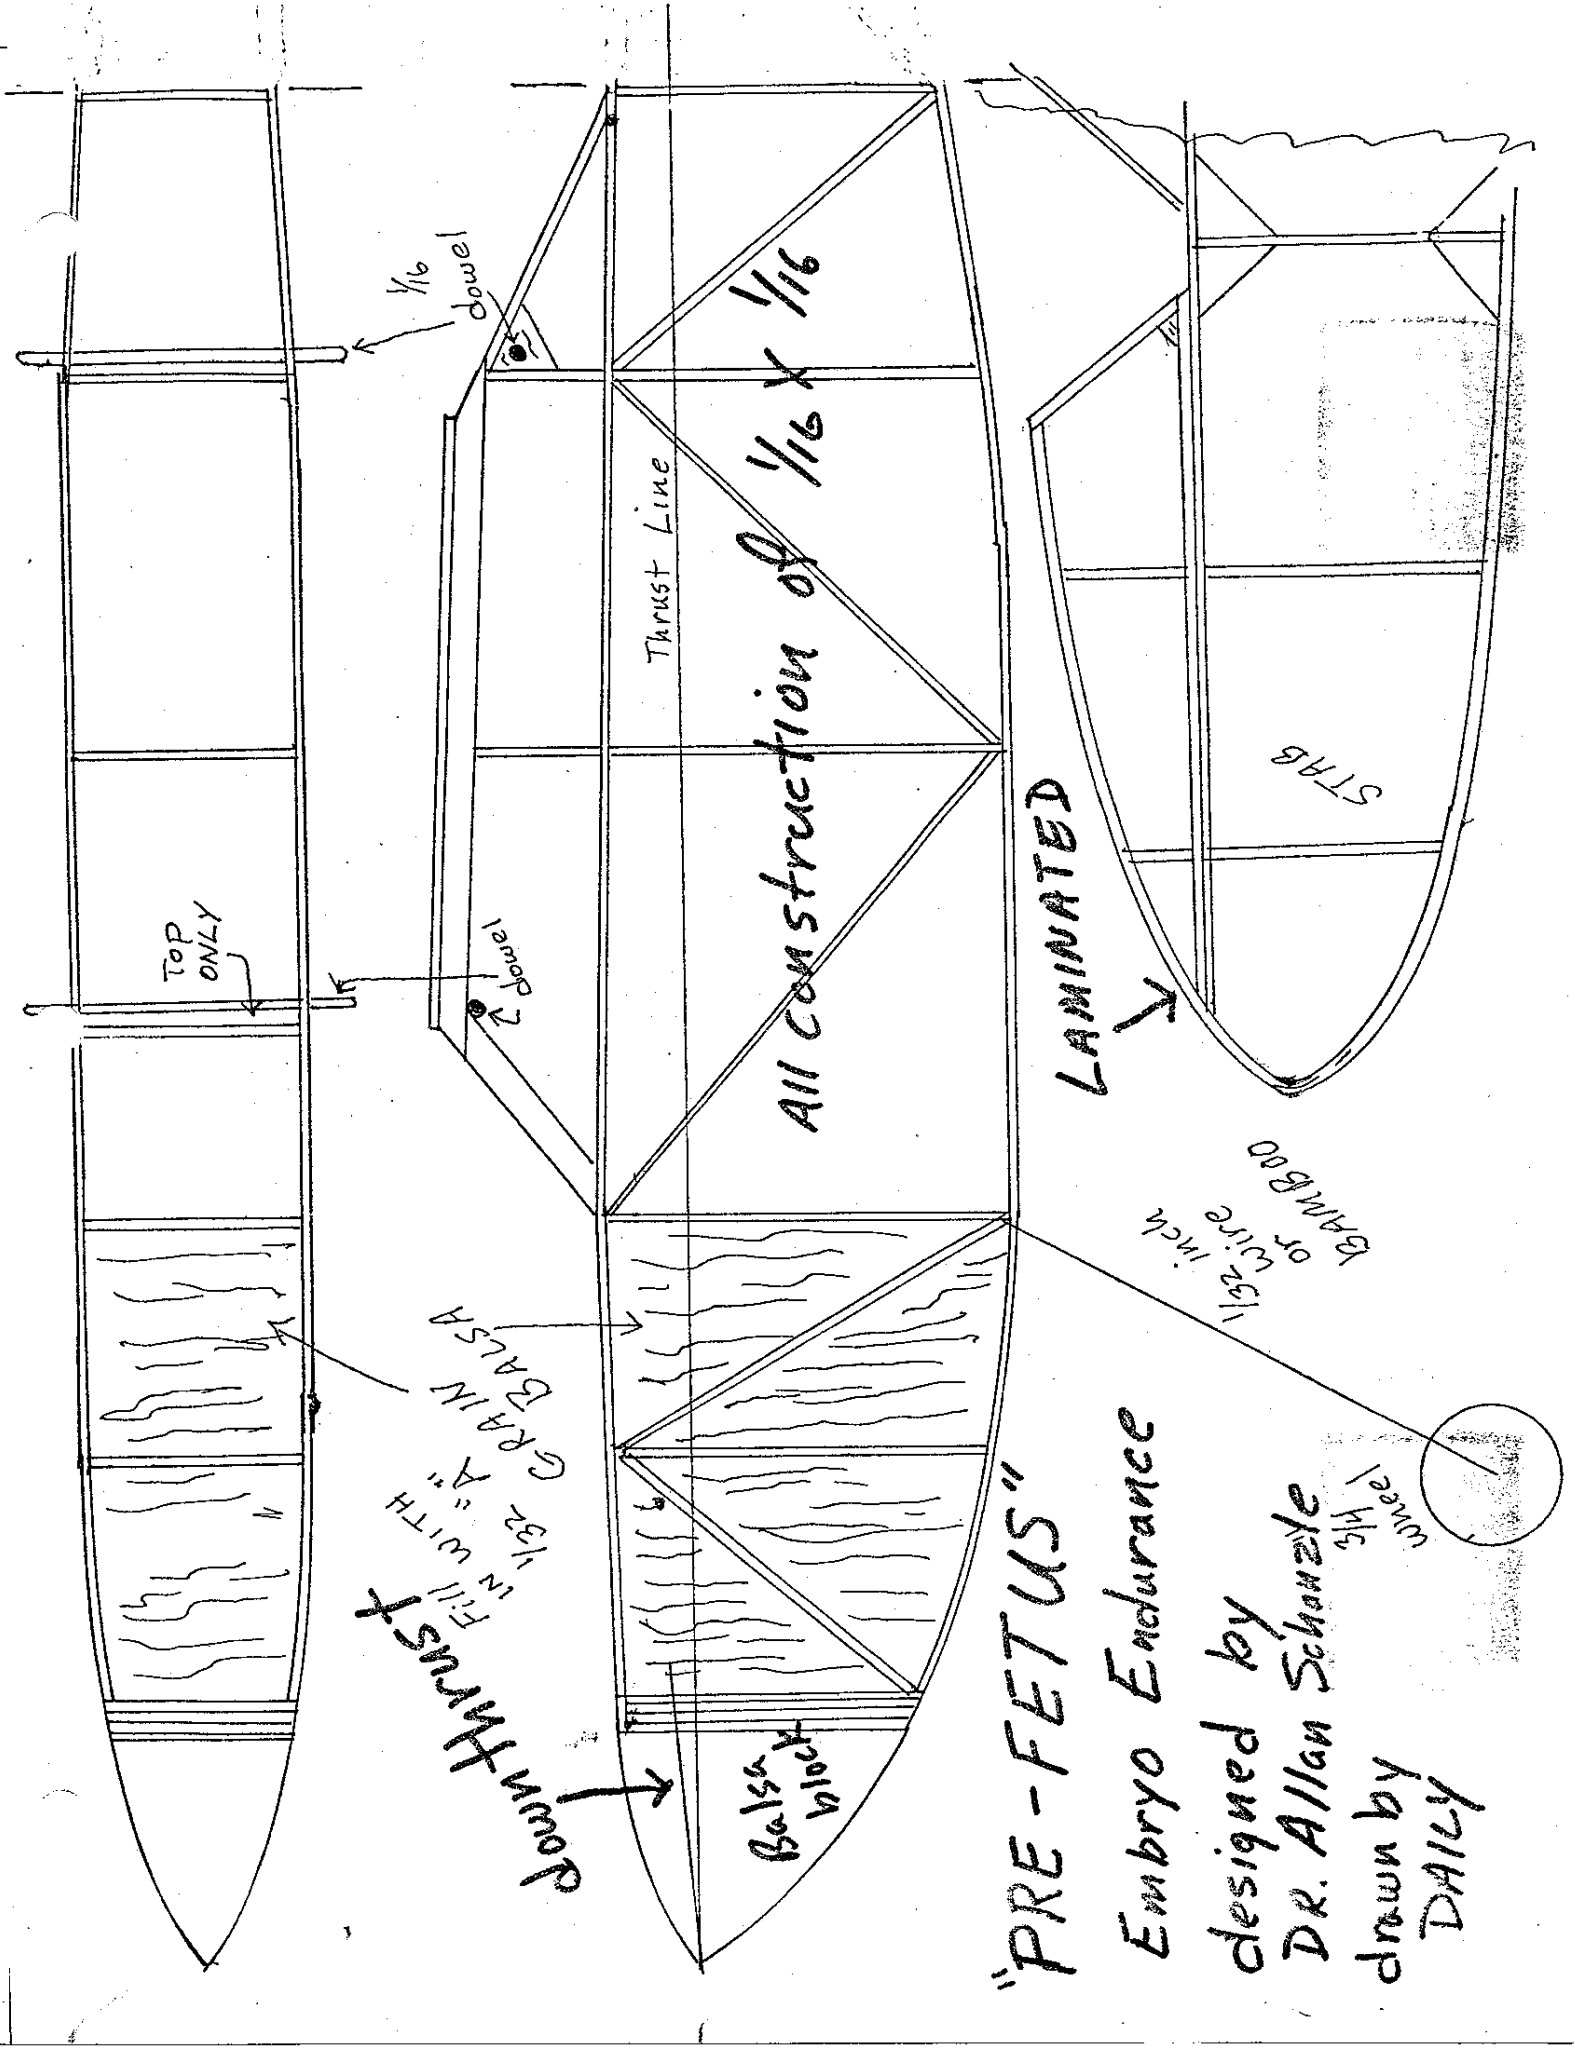 1/16
dowel
TOP
ONLY
dowel
Thrust Line
All Construction of 1/16 x 1/16
Fill WITH
IN 1/32 "A"
GRAIN
BALSA
down thrust
Balsa
block
LAMINATED
STAB
1/32 inch
wire
or
BAMBOO
3/4
wheel
"PRE-FETUS"
Embryo Endurance
designed by
DR. Allan Schanzle
drawn by
DAILY